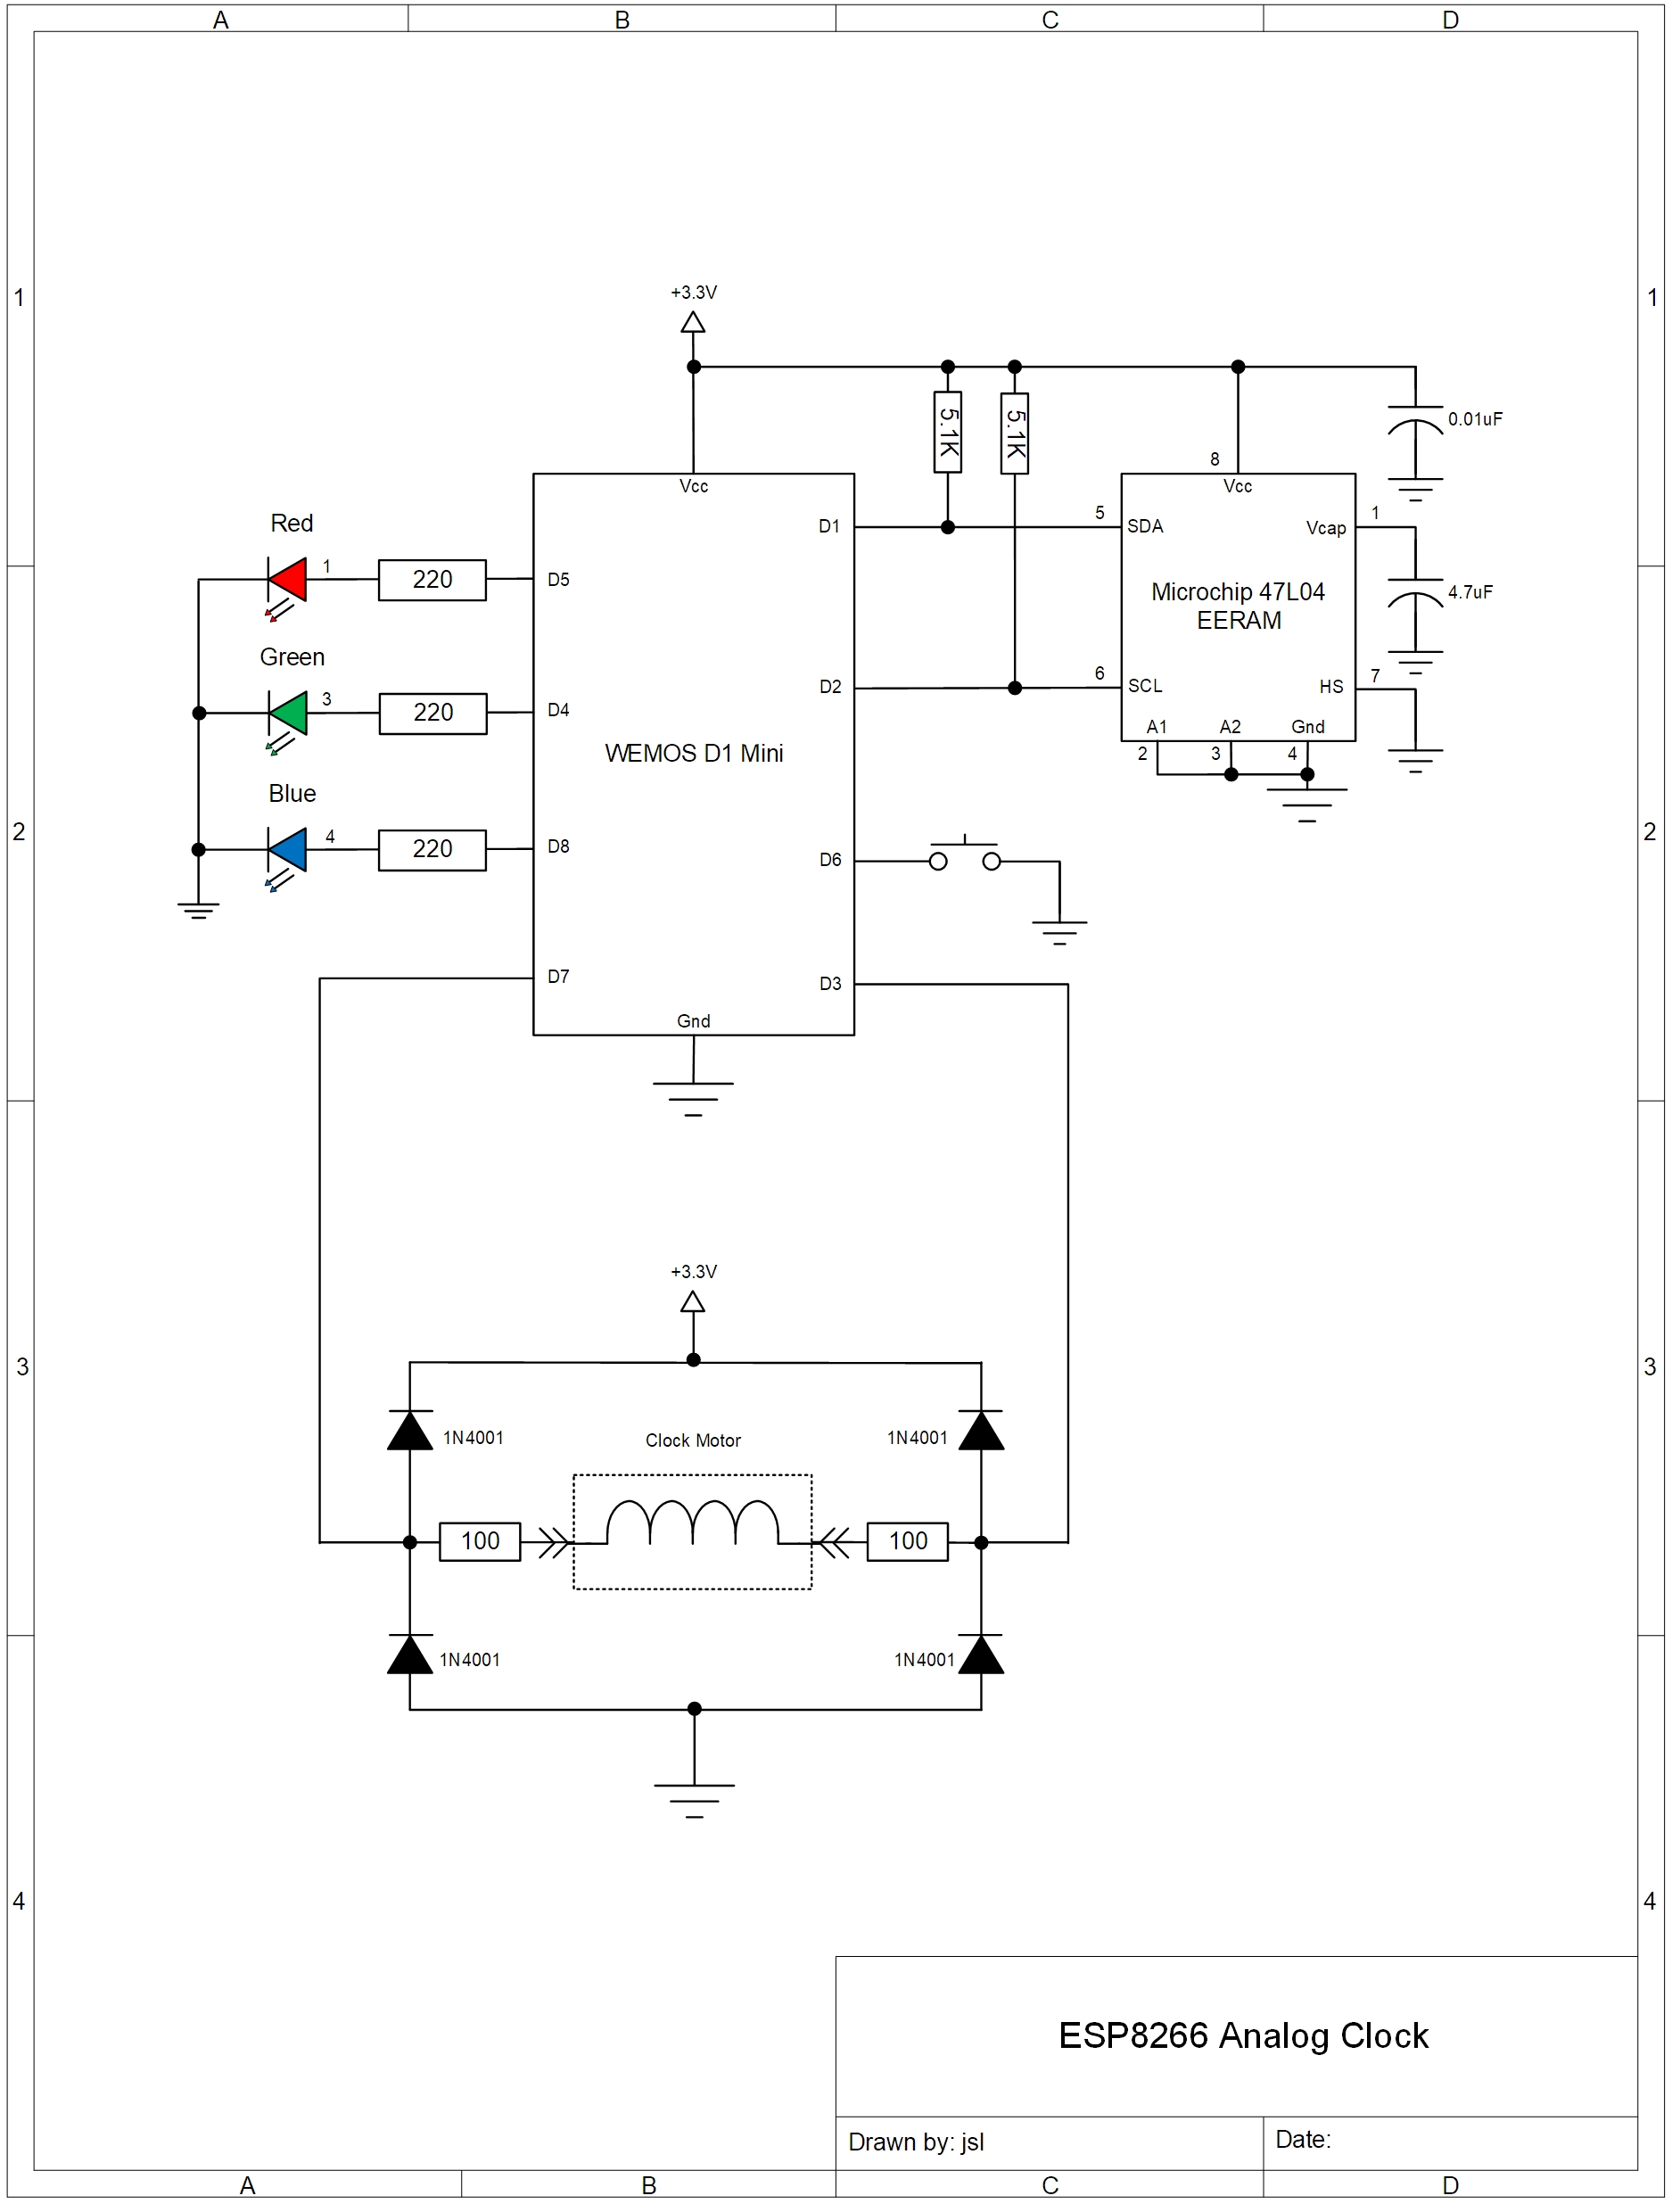 A B C D
1 1
+3.3V
5.1K 5.1K
0.01uF
8
Vcc Vcc
Red
D1 5 SDA Vcap 1
1 220 D5
Microchip 47L04
EERAM
4.7uF
Green
D2 6 SCL HS 7
3 220 D4
A1 A2 Gnd
2 3 4
WEMOS D1 Mini
Blue
2 2
4 220 D8
D6
D7 D3
Gnd
+3.3V
3 3
1N4001 Clock Motor 1N4001
100 100
1N4001 1N4001
4 4
ESP8266 Analog Clock
Drawn by: jsl Date:
A B C D